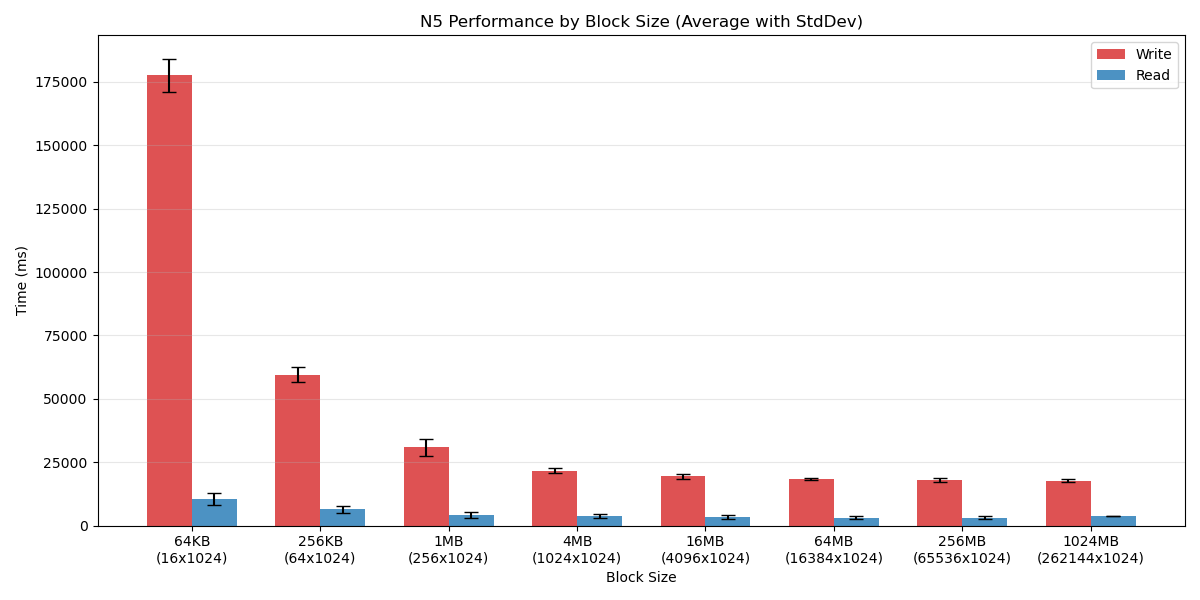 N5 Performance by Block Size (Average with StdDev)
Write
Read
Time (ms)
175000
150000
125000
100000
75000
50000
25000
0
64KB
(16x1024)
256KB
(64x1024)
1MB
(256x1024)
4MB
(1024x1024)
16MB
(4096x1024)
64MB
(16384x1024)
256MB
(65536x1024)
1024MB
(262144x1024)
Block Size